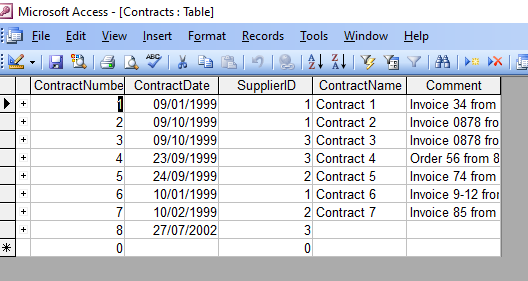 Microsoft Access - [Contracts : Table]
File Edit View Insert Format Records Tools Window Help
ContractNumbe ContractDate SupplierID ContractName Comment
+ 1 09/01/1999 1 Contract 1 Invoice 34 from
+ 2 09/10/1999 1 Contract 2 Invoice 0878 fro
+ 3 09/10/1999 3 Contract 3 Invoice 0878 fro
+ 4 23/09/1999 3 Contract 4 Order 56 from 8
+ 5 24/09/1999 2 Contract 5 Invoice 74 from
+ 6 10/01/1999 1 Contract 6 Invoice 9-12 fro
+ 7 10/02/1999 2 Contract 7 Invoice 85 from
+ 8 27/07/2002 3
0 0